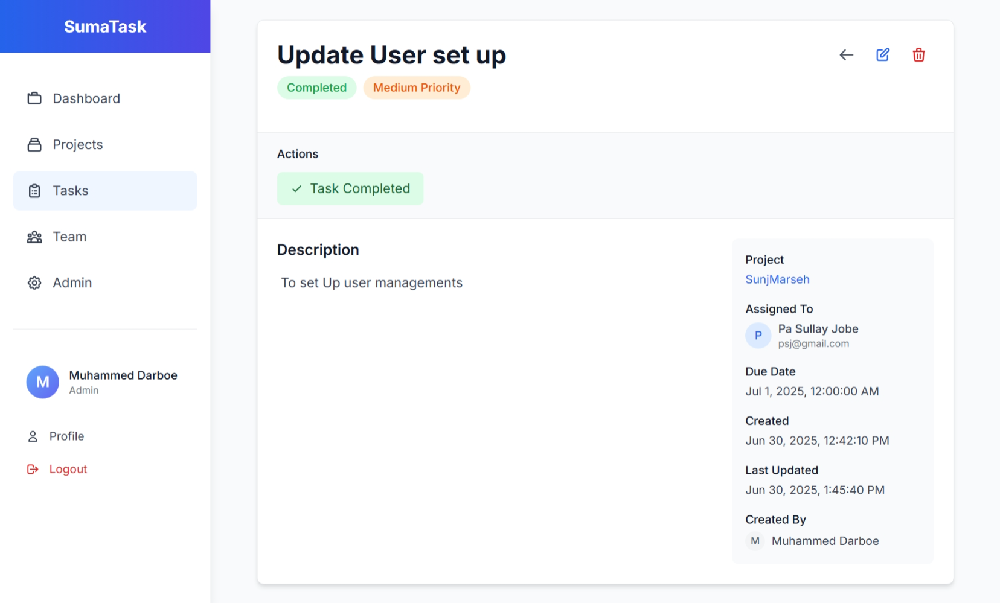 SumaTask
Dashboard
Projects
Tasks
Team
Admin
M
Muhammed Darboe
Admin
Profile
Logout
Update User set up
Completed
Medium Priority
Actions
Task Completed
Description
To set Up user managements
Project
SunjMarseh
Assigned To
P
Pa Sullay Jobe
psj@gmail.com
Due Date
Jul 1, 2025, 12:00:00 AM
Created
Jun 30, 2025, 12:42:10 PM
Last Updated
Jun 30, 2025, 1:45:40 PM
Created By
M Muhammed Darboe